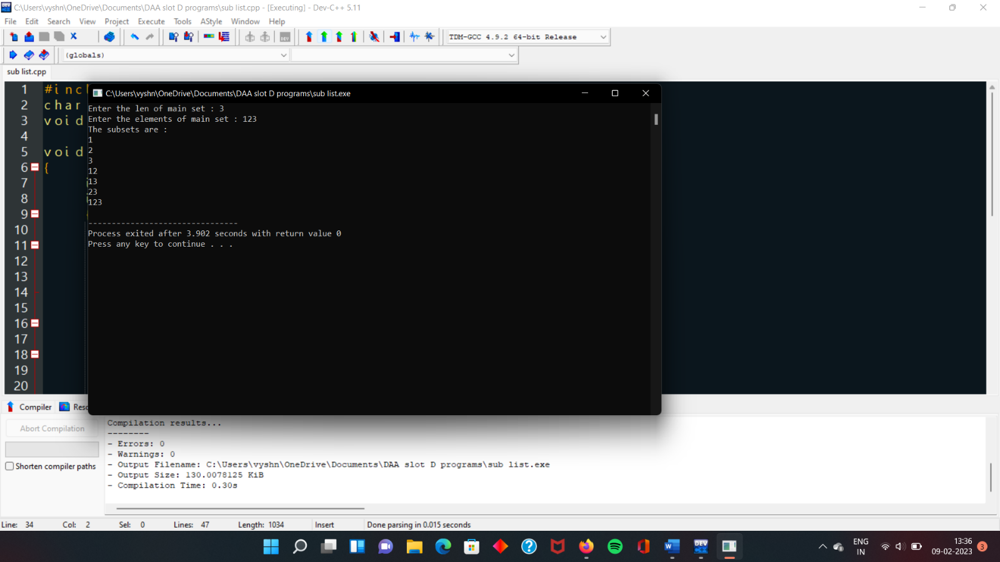 C:\Users\vyshn\OneDrive\Documents\DAA slot D programs\sub list.cpp - [Executing] - Dev-C++ 5.11
File Edit Search View Project Execute Tools AStyle Window Help
TDM-GCC 4.9.2 64-bit Release
(globals)
sub list.cpp
1 #incl
2 char
3 void
4
5 void
6 {
7
8
9
10
11
12
13
14
15
16
17
18
19
20
C:\Users\vyshn\OneDrive\Documents\DAA slot D programs\sub list.exe
Enter the len of main set : 3
Enter the elements of main set : 123
The subsets are :
1
2
3
12
13
23
123
--------------------------------
Process exited after 3.902 seconds with return value 0
Press any key to continue . . .
Compiler Reso
Abort Compilation
Shorten compiler paths
Compilation results...
--------
- Errors: 0
- Warnings: 0
- Output Filename: C:\Users\vyshn\OneDrive\Documents\DAA slot D programs\sub list.exe
- Output Size: 130.0078125 KiB
- Compilation Time: 0.30s
Line: 34 Col: 2 Sel: 0 Lines: 47 Length: 1034 Insert Done parsing in 0.015 seconds
ENG
IN
13:36
09-02-2023
3